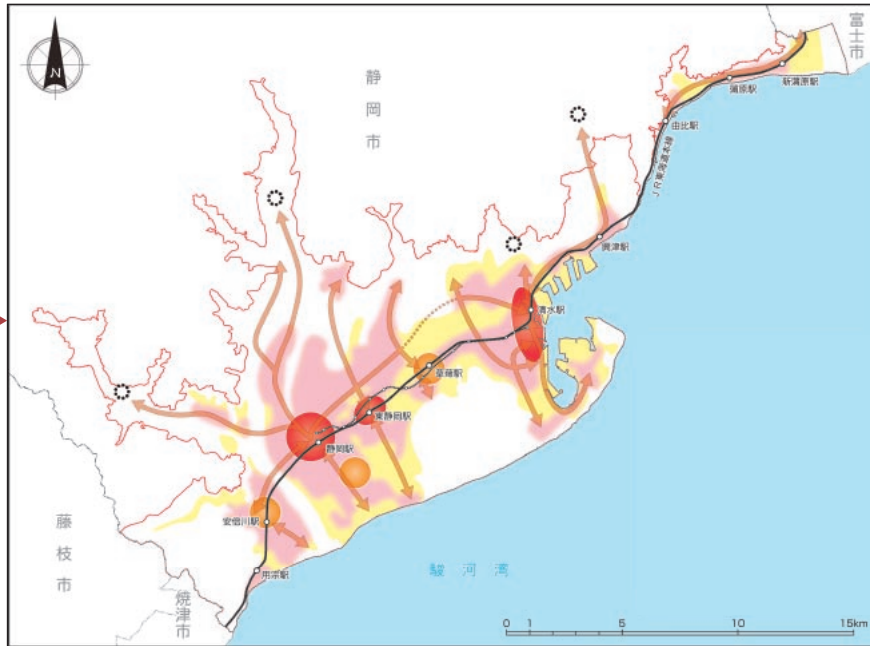 N
富士市
静岡市
新蒲原駅
蒲原駅
由比駅
JR東海道本線
興津駅
清水駅
草薙駅
東静岡駅
静岡駅
安倍川駅
用宗駅
藤枝市
焼津市
駿河湾
0 1 5 10 15km